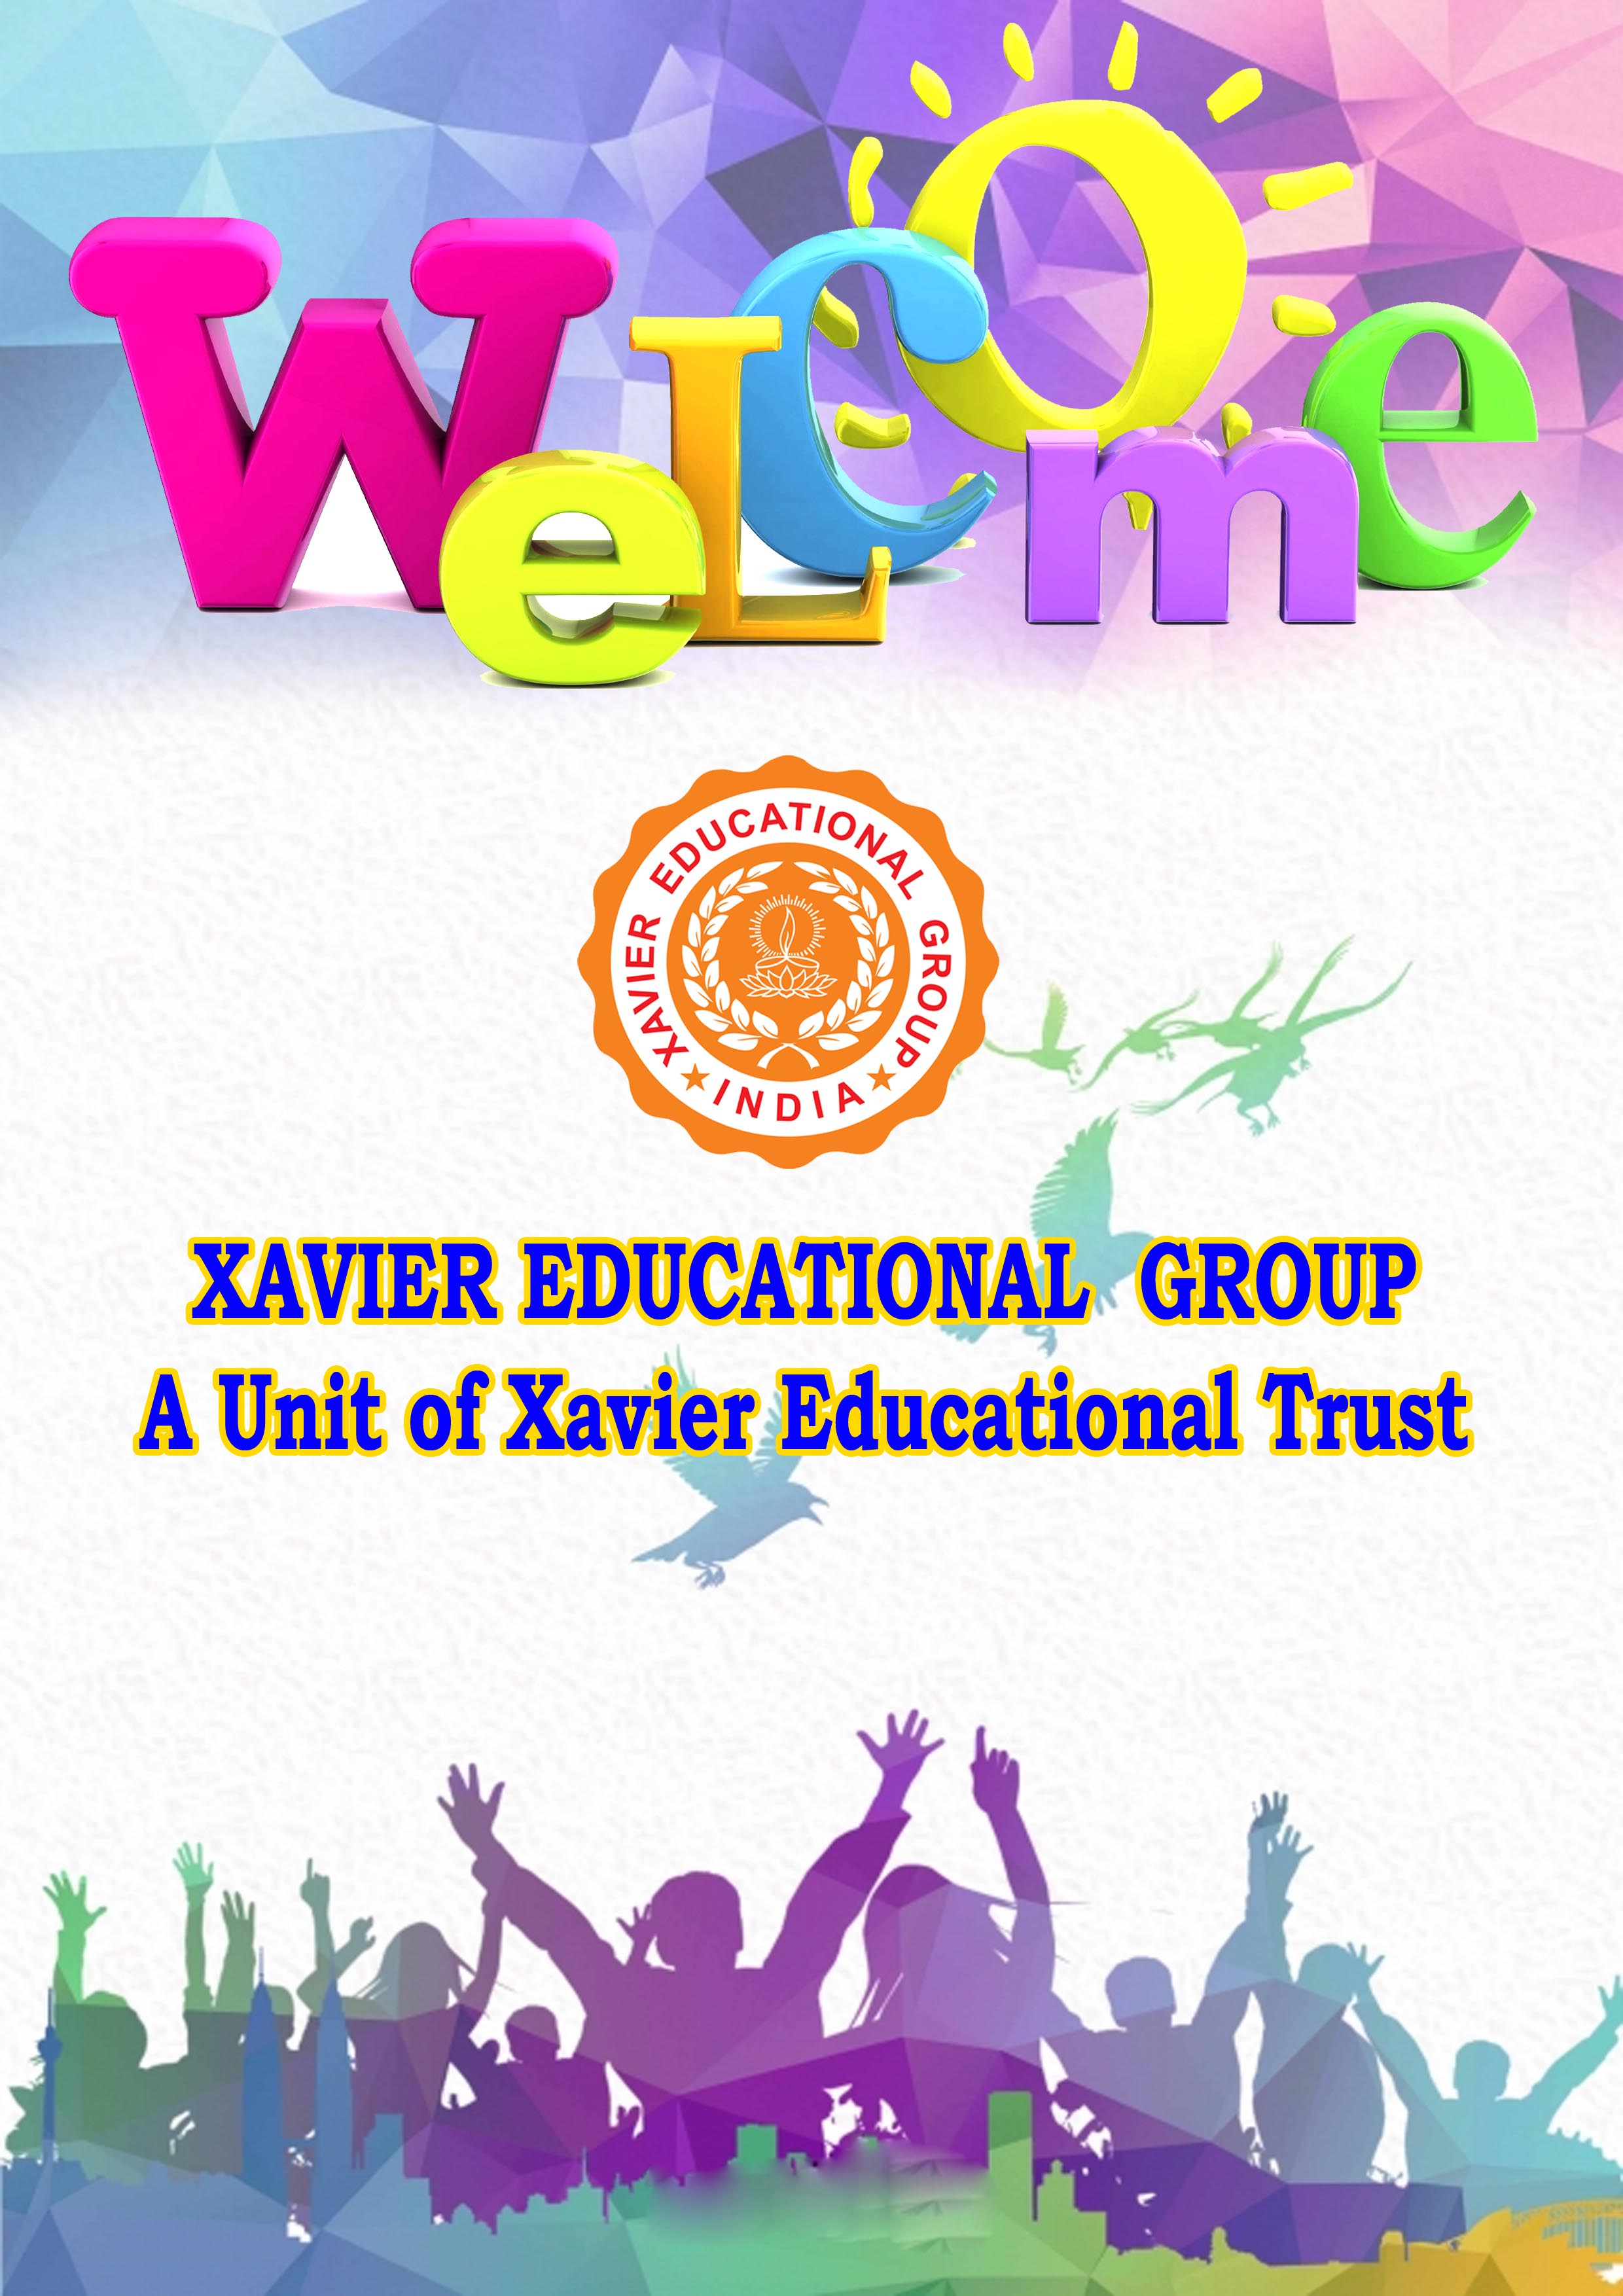 WeLCOme
XAVIER EDUCATIONAL GROUP
INDIA
XAVIER EDUCATIONAL GROUP
A Unit of Xavier Educational Trust